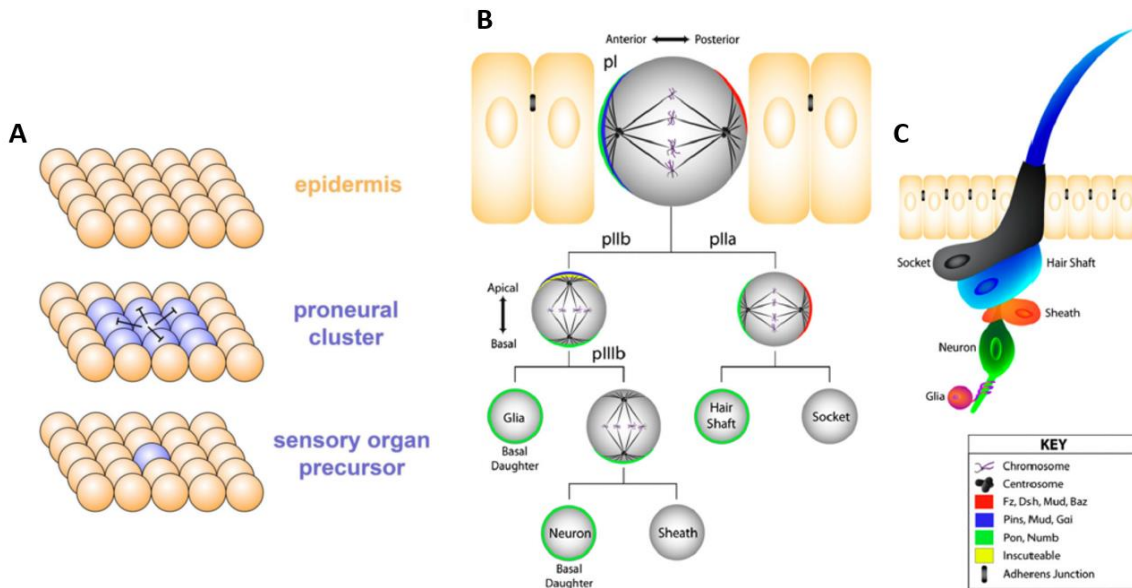 A
epidermis
proneural
cluster
sensory organ
precursor
B
Anterior Posterior
pI
pIIb pIIa
Apical
Basal
pIIIb
Glia
Basal
Daughter
Hair
Shaft
Socket
Neuron
Basal
Daughter
Sheath
C
Socket
Hair Shaft
Sheath
Neuron
Glia
KEY
Chromosome
Centrosome
Fz, Dsh, Mud, Baz
Pins, Mud, Gαi
Pon, Numb
Inscuteable
Adherens Junction